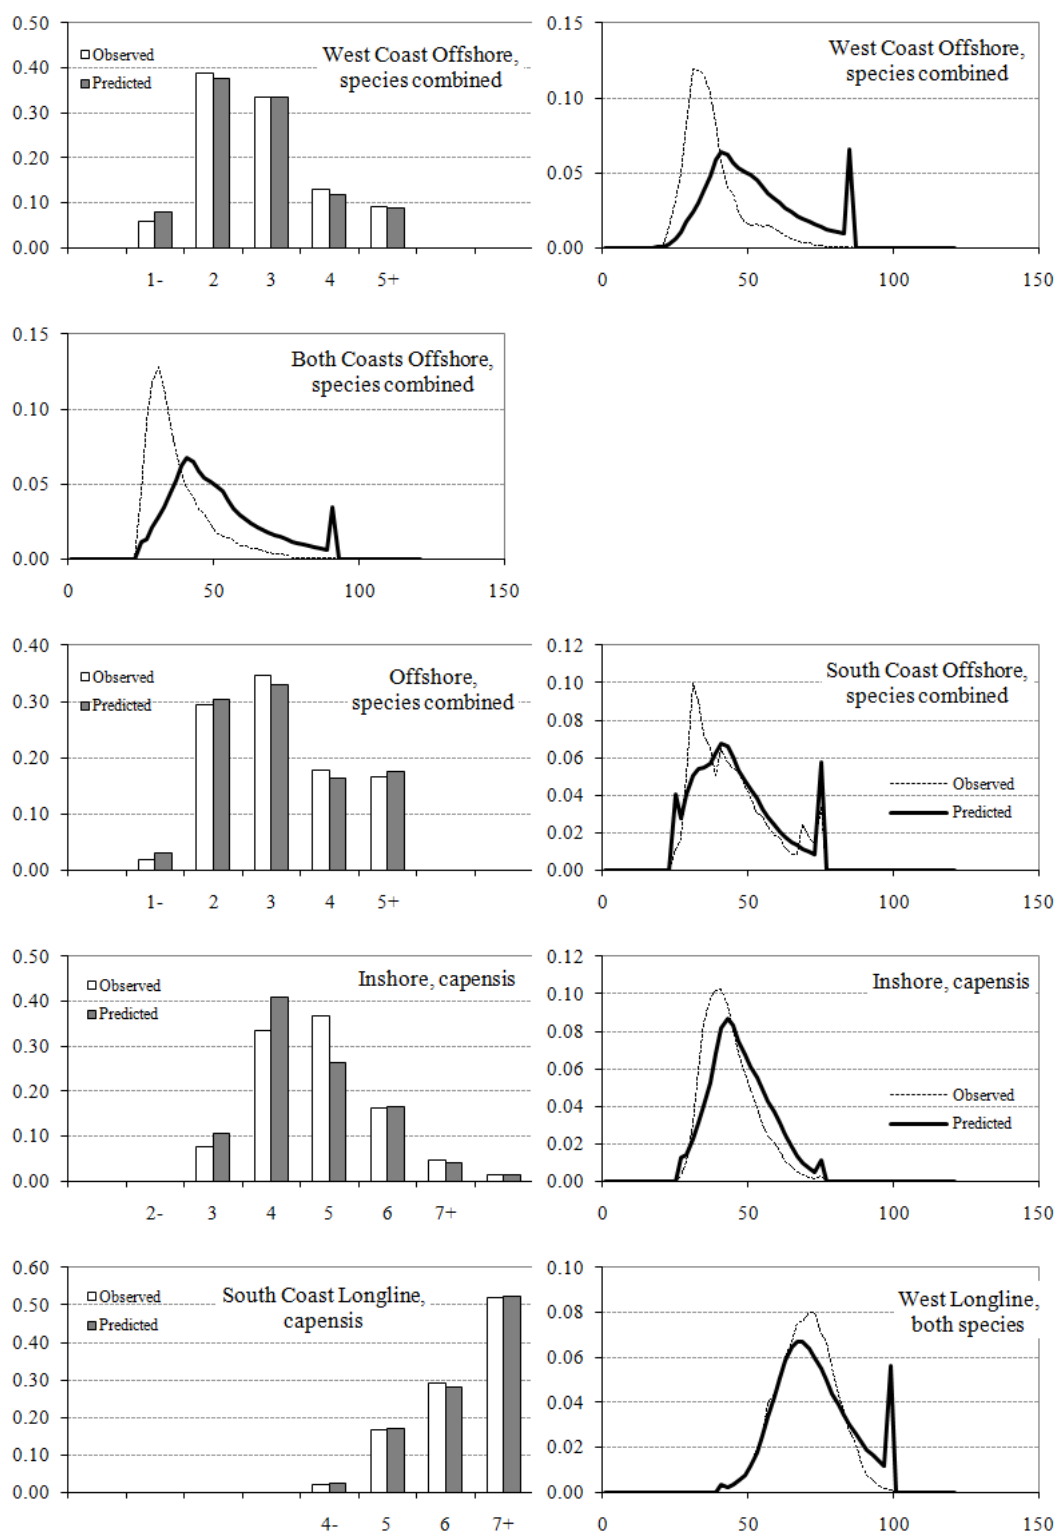 0.50
0.40
0.30
0.20
0.10
0.00
Observed
Predicted
West Coast Offshore,
species combined
1- 2 3 4 5+
0.15
0.10
0.05
0.00
West Coast Offshore,
species combined
0 50 100 150
0.15
0.10
0.05
0.00
Both Coasts Offshore,
species combined
0 50 100 150
0.40
0.30
0.20
0.10
0.00
Observed
Predicted
Offshore,
species combined
1- 2 3 4 5+
0.12
0.10
0.08
0.06
0.04
0.02
0.00
South Coast Offshore,
species combined
Observed
Predicted
0 50 100 150
0.50
0.40
0.30
0.20
0.10
0.00
Observed
Predicted
Inshore, capensis
2- 3 4 5 6 7+
0.12
0.10
0.08
0.06
0.04
0.02
0.00
Inshore, capensis
Observed
Predicted
0 50 100 150
0.60
0.50
0.40
0.30
0.20
0.10
0.00
Observed
Predicted
South Coast Longline,
capensis
4- 5 6 7+
0.10
0.08
0.06
0.04
0.02
0.00
West Longline,
both species
0 50 100 150